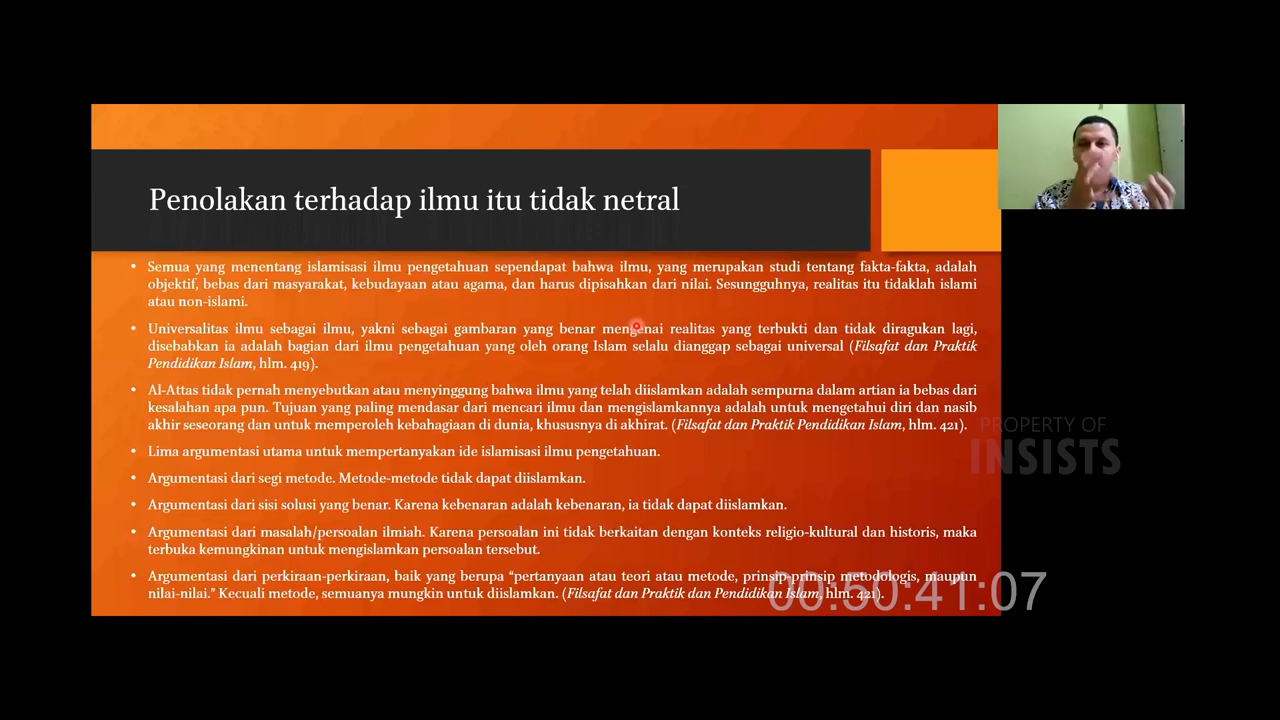 Penolakan terhadap ilmu itu tidak netral
• Semua yang menentang islamisasi ilmu pengetahuan sependapat bahwa ilmu, yang merupakan studi tentang fakta-fakta, adalah
objektif, bebas dari masyarakat, kebudayaan atau agama, dan harus dipisahkan dari nilai. Sesungguhnya, realitas itu tidaklah islami
atau non-islami.
• Universalitas ilmu sebagai ilmu, yakni sebagai gambaran yang benar mengenai realitas yang terbukti dan tidak diragukan lagi,
disebabkan ia adalah bagian dari ilmu pengetahuan yang oleh orang Islam selalu dianggap sebagai universal (Filsafat dan Praktik
Pendidikan Islam, hlm. 419).
• Al-Attas tidak pernah menyebutkan atau menyinggung bahwa ilmu yang telah diislamkan adalah sempurna dalam artian ia bebas dari
kesalahan apa pun. Tujuan yang paling mendasar dari mencari ilmu dan mengislamkannya adalah untuk mengetahui diri dan nasib
akhir seseorang dan untuk memperoleh kebahagiaan di dunia, khususnya di akhirat. (Filsafat dan Praktik Pendidikan Islam, hlm. 421).
• Lima argumentasi utama untuk mempertanyakan ide islamisasi ilmu pengetahuan.
• Argumentasi dari segi metode. Metode-metode tidak dapat diislamkan.
• Argumentasi dari sisi solusi yang benar. Karena kebenaran adalah kebenaran, ia tidak dapat diislamkan.
• Argumentasi dari masalah/persoalan ilmiah. Karena persoalan ini tidak berkaitan dengan konteks religio-kultural dan historis, maka
terbuka kemungkinan untuk mengislamkan persoalan tersebut.
• Argumentasi dari perkiraan-perkiraan, baik yang berupa “pertanyaan atau teori atau metode, prinsip-prinsip metodologis, maupun
nilai-nilai.” Kecuali metode, semuanya mungkin untuk diislamkan. (Filsafat dan Praktik dan Pendidikan Islam, hlm. 421).
PROPERTY OF
INSISTS
00:50:41:07